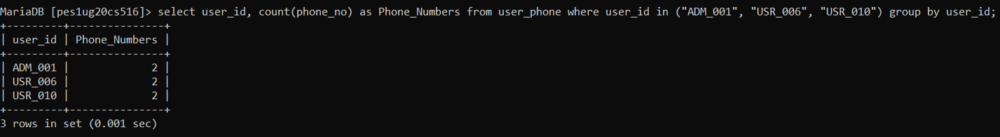 MariaDB [pes1ug20cs516]> select user_id, count(phone_no) as Phone_Numbers from user_phone where user_id in ("ADM_001", "USR_006", "USR_010") group by user_id;
+---------+---------------+
| user_id | Phone_Numbers |
+---------+---------------+
| ADM_001 |             2 |
| USR_006 |             2 |
| USR_010 |             2 |
+---------+---------------+
3 rows in set (0.001 sec)